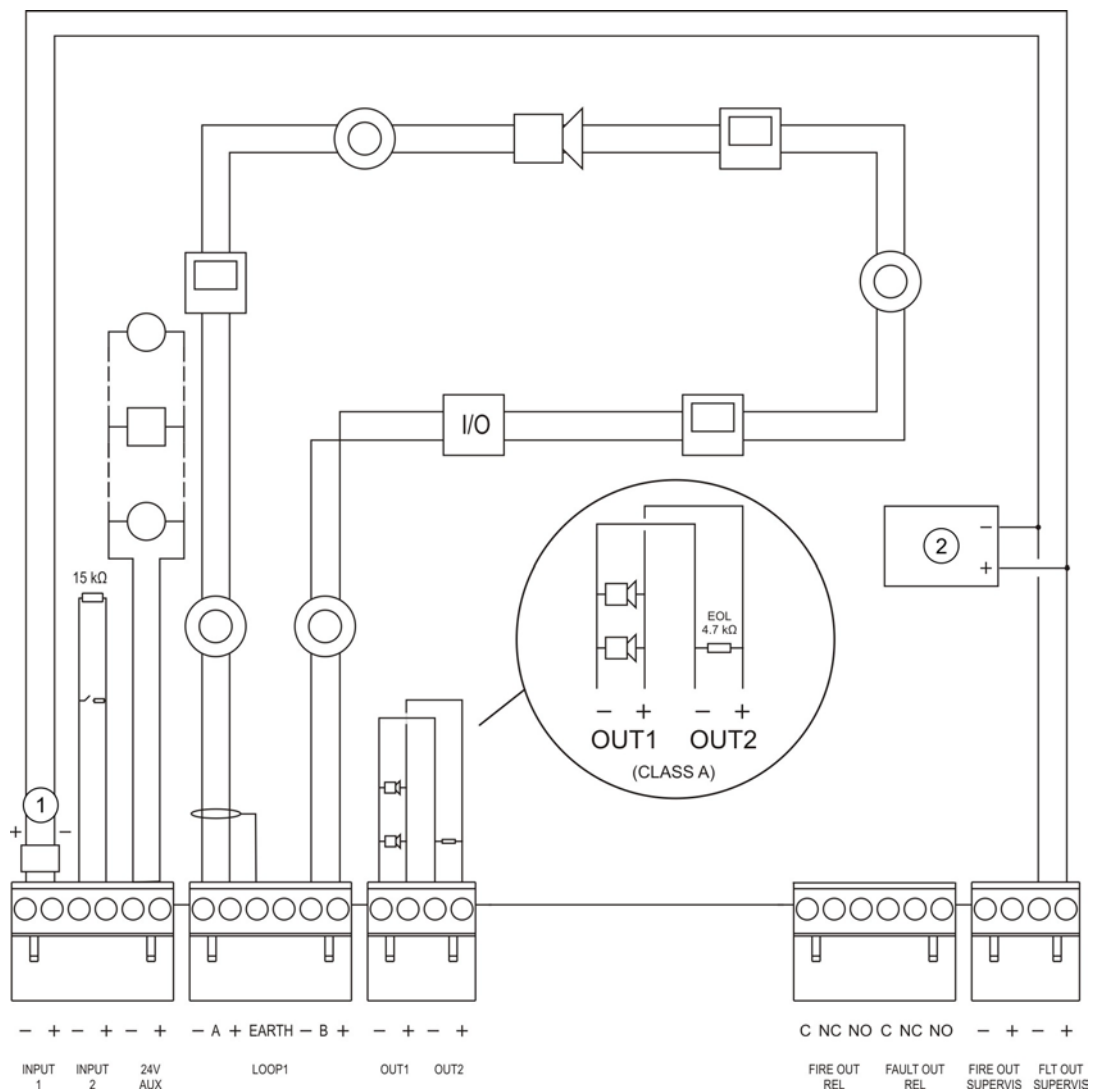 I/O
2
−
+
15 kΩ
EOL
4.7 kΩ
− + − +
OUT1 OUT2
(CLASS A)
1
+ −
− + − + − + − A + EARTH − B + − + − + C NC NO C NC NO − + − +
INPUT 1
INPUT 2
24V AUX
LOOP1
OUT1
OUT2
FIRE OUT REL
FAULT OUT REL
FIRE OUT SUPERVIS
FLT OUT SUPERVIS